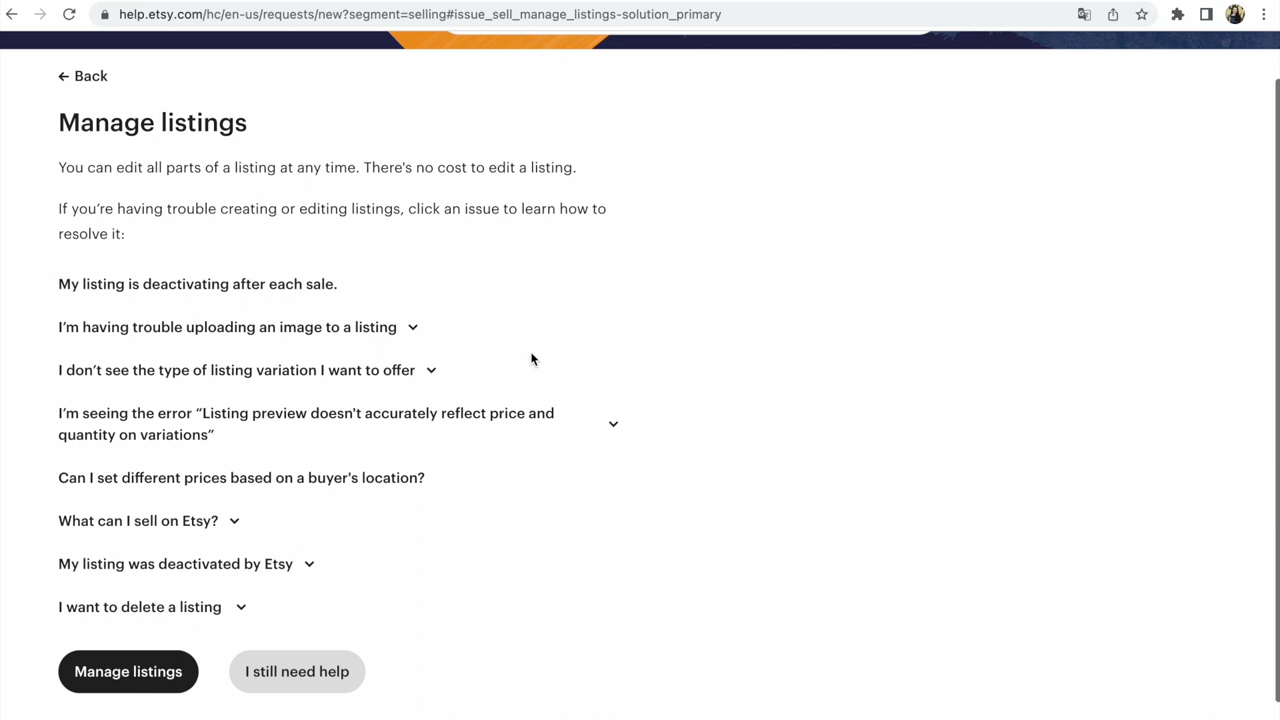 help.etsy.com/hc/en-us/requests/new?segment=selling#issue_sell_manage_listings-solution_primary
Back
Manage listings
You can edit all parts of a listing at any time. There's no cost to edit a listing.
If you’re having trouble creating or editing listings, click an issue to learn how to
resolve it:
My listing is deactivating after each sale.
I’m having trouble uploading an image to a listing
I don’t see the type of listing variation I want to offer
I’m seeing the error “Listing preview doesn't accurately reflect price and
quantity on variations”
Can I set different prices based on a buyer's location?
What can I sell on Etsy?
My listing was deactivated by Etsy
I want to delete a listing
Manage listings
I still need help